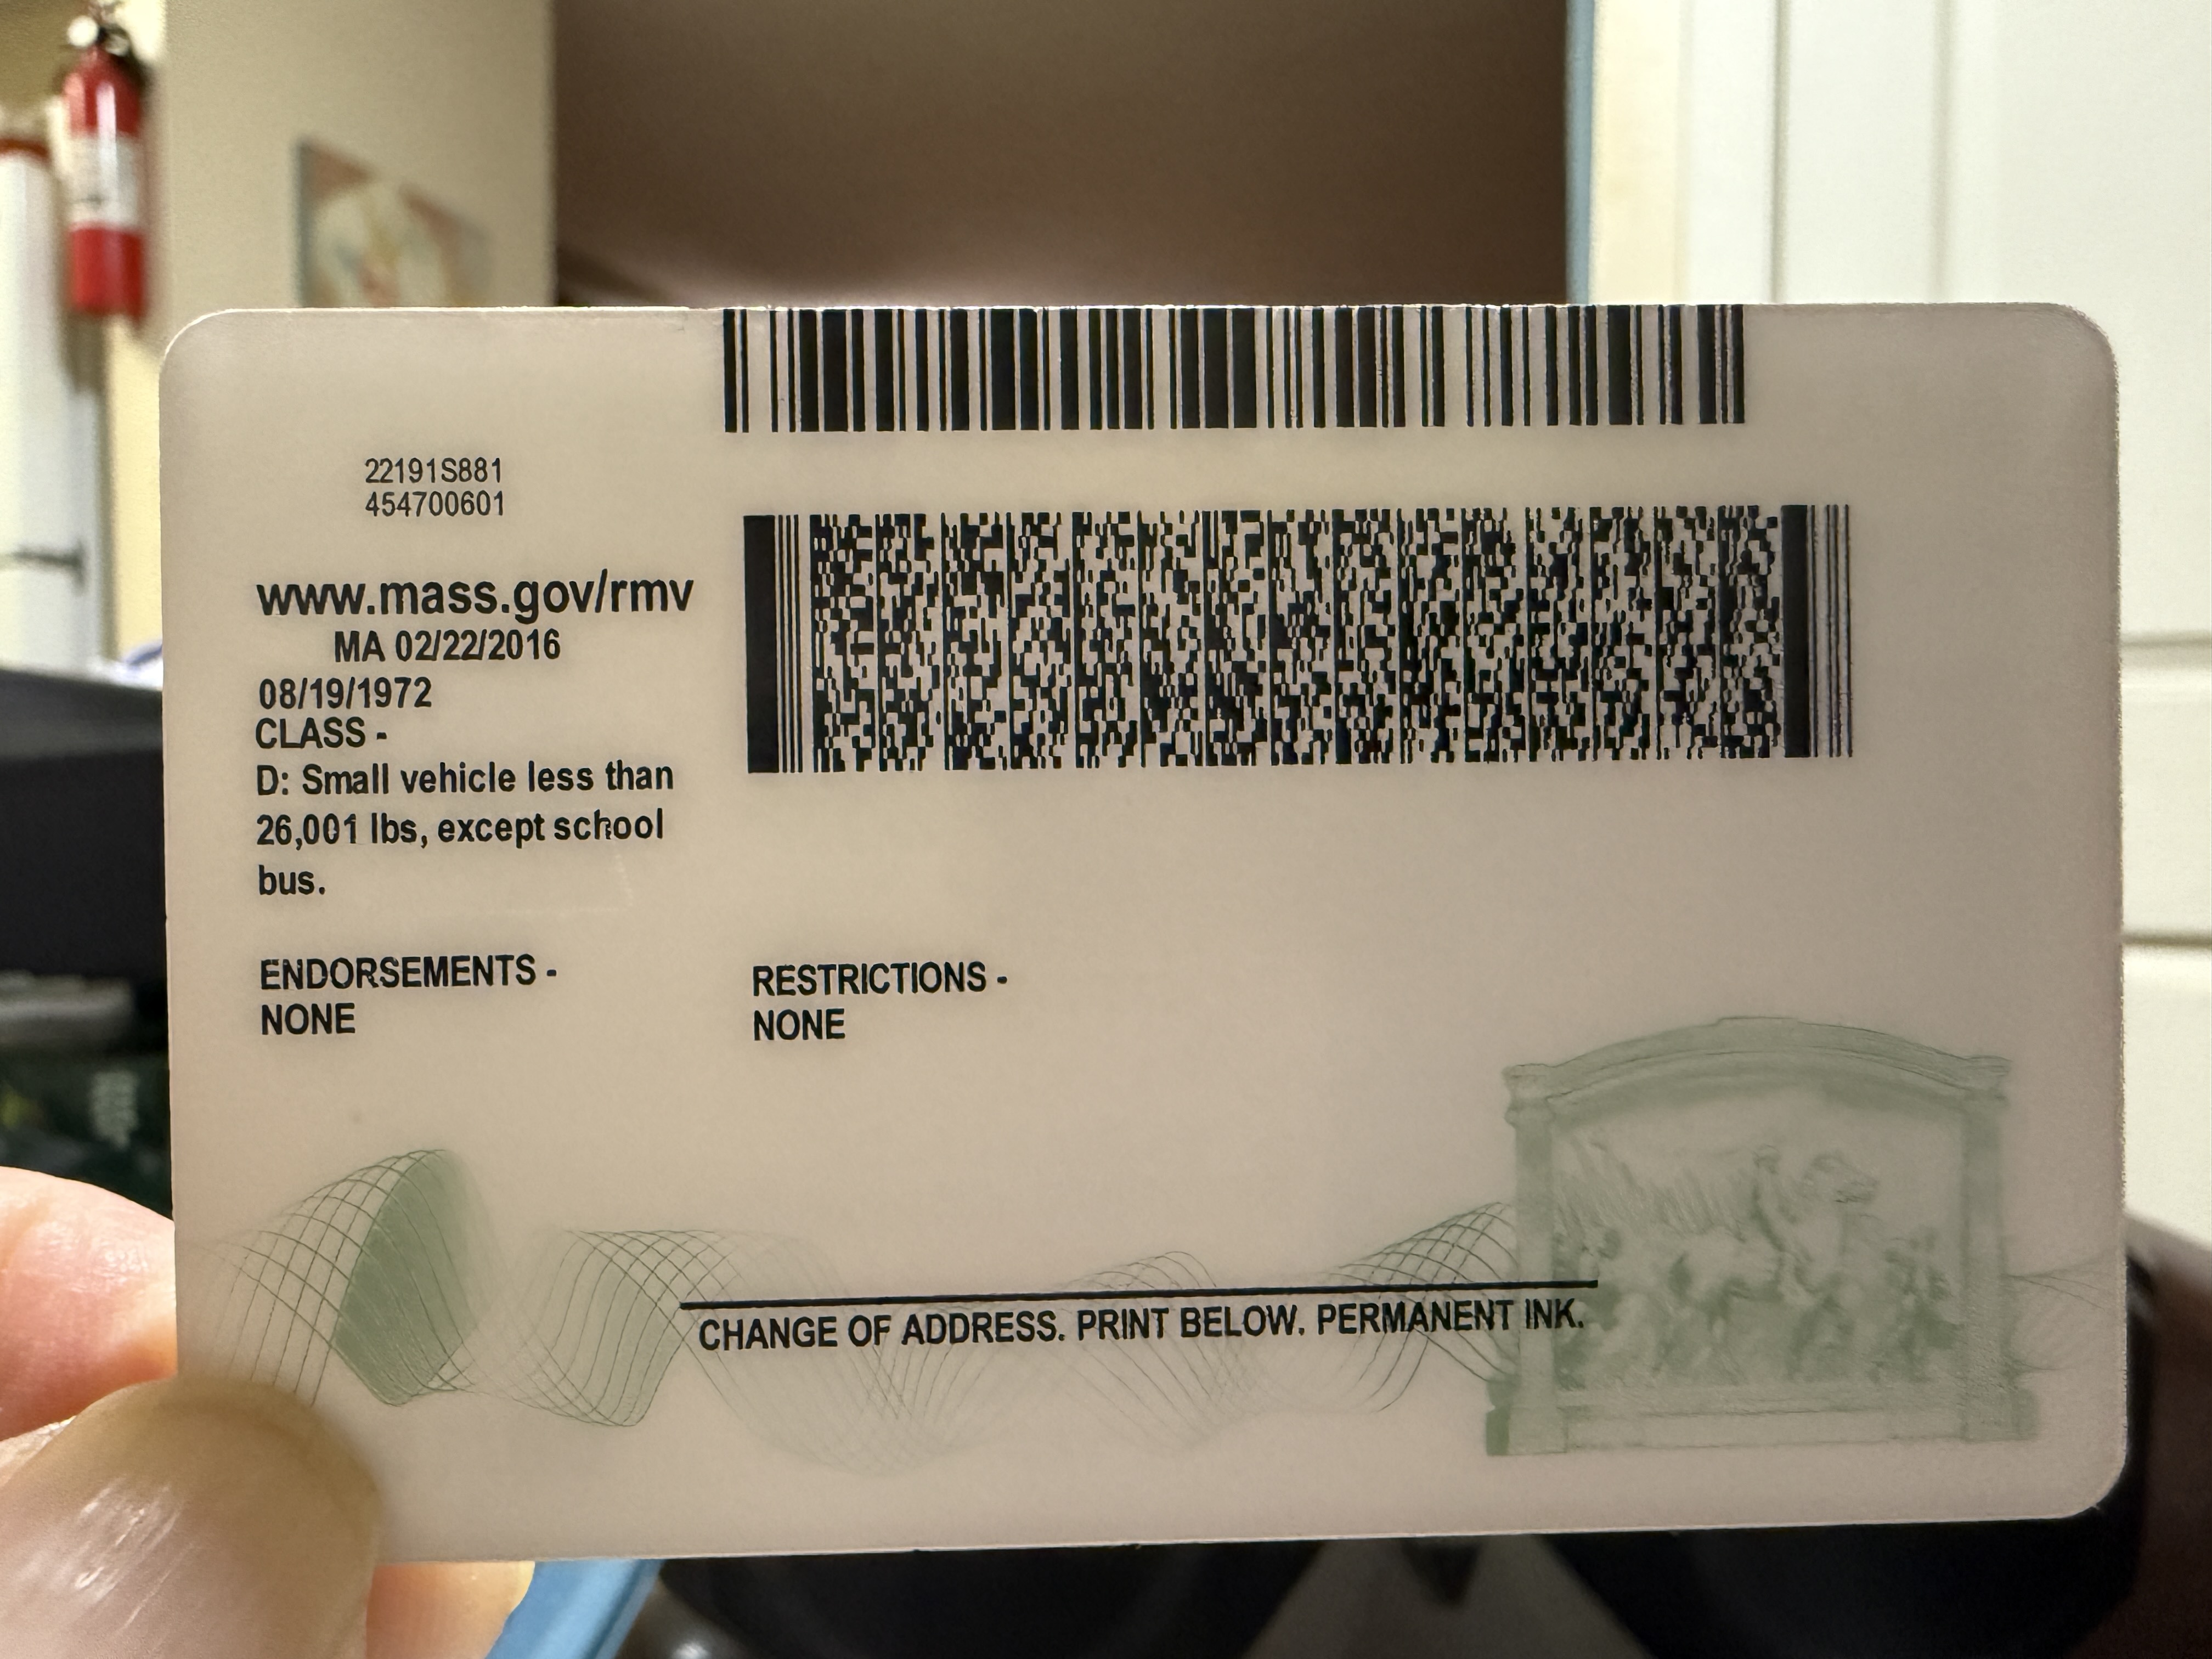 22191S881
454700601
www.mass.gov/rmv
MA 02/22/2016
08/19/1972
CLASS -
D: Small vehicle less than
26,001 lbs, except school
bus.
ENDORSEMENTS -
NONE
RESTRICTIONS -
NONE
CHANGE OF ADDRESS. PRINT BELOW. PERMANENT INK.